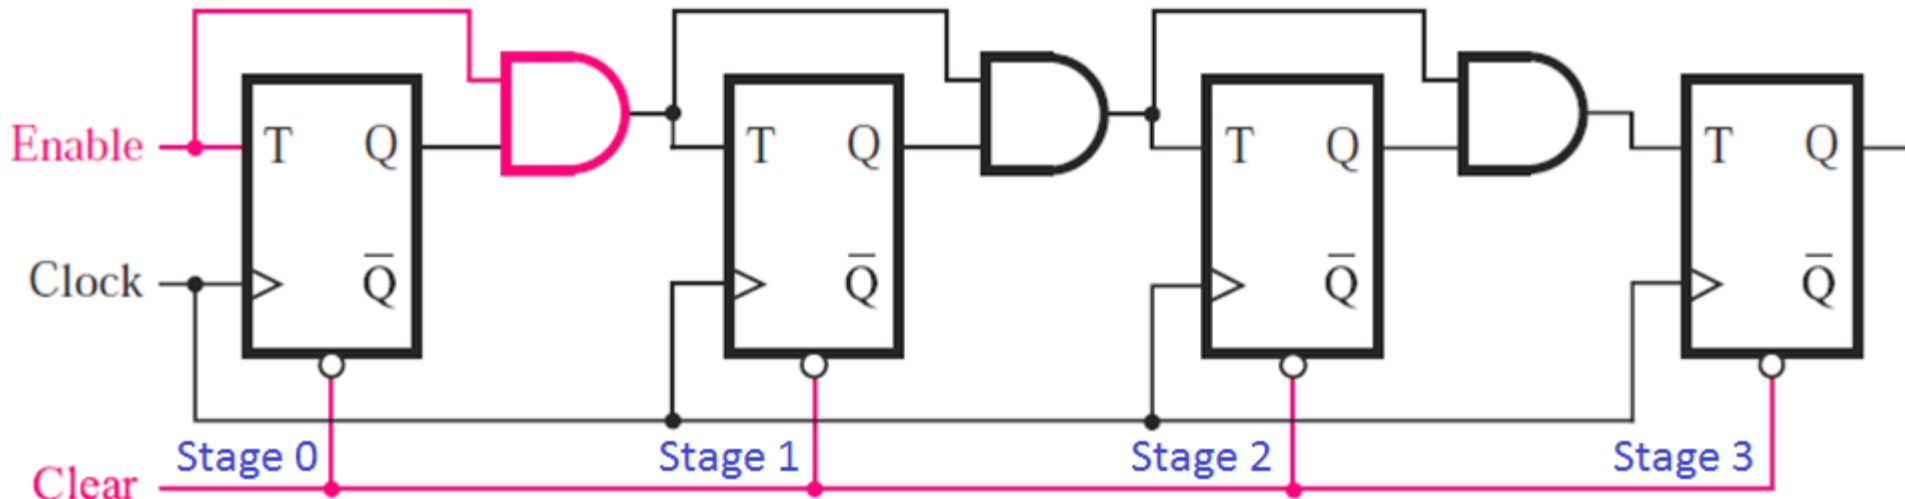 Enable T Q T Q T Q T Q
Clock Q̅ Q̅ Q̅ Q̅
Stage 0 Stage 1 Stage 2 Stage 3
Clear